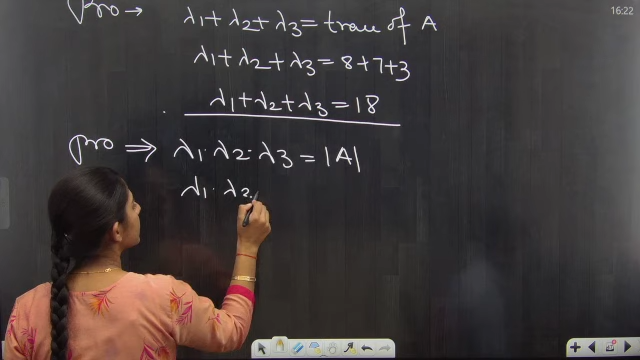 16:22
Pro → λ1 + λ2 + λ3 = trace of A
λ1 + λ2 + λ3 = 8+7+3
λ1 + λ2 + λ3 = 18
Pro ⇒ λ1 · λ2 · λ3 = |A|
λ1 · λ2 ·